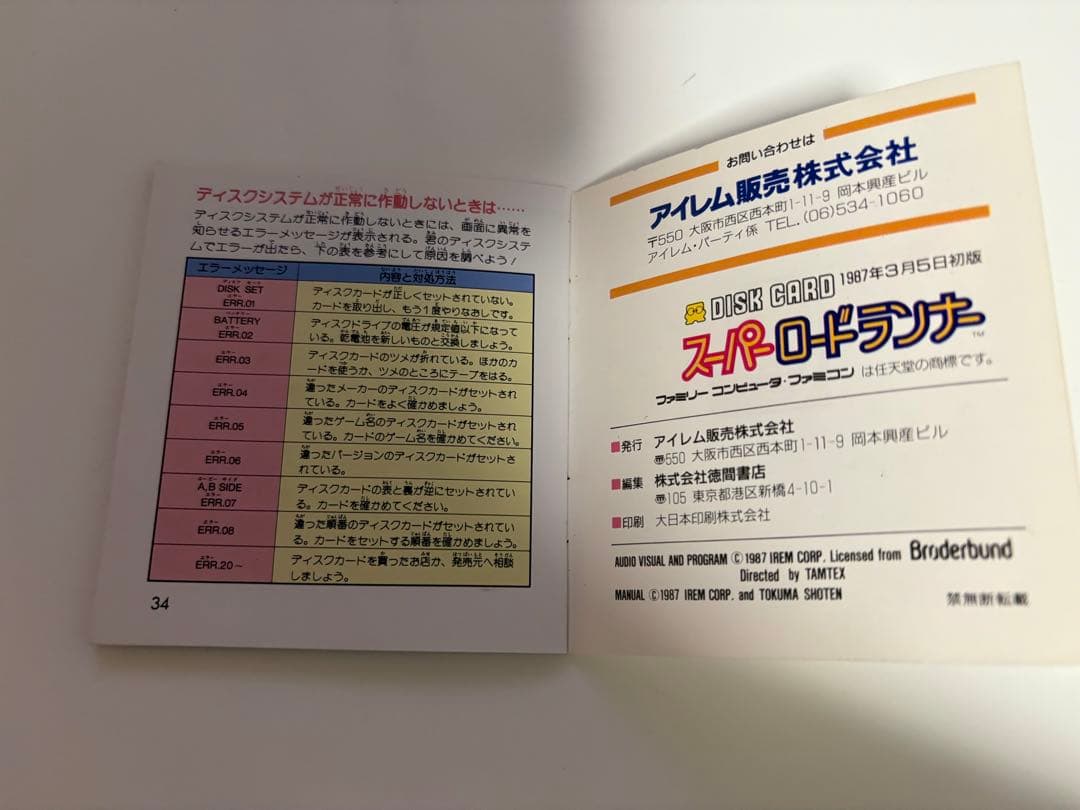 ディスクシステムが正常に作動しないときは……
ディスクシステムが正常に作動しないときには、画面に異常を
知らせるエラーメッセージが表示される。君のディスクシステ
ムでエラーが出たら、下の表を参考にして原因を調べよう!
エラーメッセージ 内容と対処方法
DISK SET
ERR.01
ディスクカードが正しくセットされていない。
カードを取り出し、もう1度やりなおしです。
BATTERY
ERR.02
ディスクドライブの電圧が規定値以下になって
いる。乾電池を新しいものと交換しましょう。
ERR.03
ディスクカードのツメが折れている。ほかのカ
ードを使うか、ツメのところにテープをはる。
ERR.04
違ったメーカーのディスクカードがセットされ
ている。カードをよく確かめましょう。
ERR.05
違ったゲーム名のディスクカードがセットさ
れている。カードのゲーム名を確かめてください。
ERR.06
違ったバージョンのディスクカードがセットさ
れている。
A,B SIDE
ERR.07
ディスクカードの表と裏が逆にセットされてい
る。カードを確かめてください。
ERR.08
違った順番のディスクカードがセットされてい
る。カードをセットする順番を確かめましょう。
ERR.20~
ディスクカードを買ったお店か、発売元へ相談
しましょう。
34
お問い合わせは
アイレム販売株式会社
〒550 大阪市西区西本町1-11-9 岡本興産ビル
アイレム・パーティ係 TEL.(06)534-1060
DISK CARD 1987年3月5日初版
スーパーロードランナー™
ファミリーコンピュータ・ファミコンは任天堂の商標です。
■発行 アイレム販売株式会社
〠550 大阪市西区西本町1-11-9 岡本興産ビル
■編集 株式会社徳間書店
〠105 東京都港区新橋4-10-1
■印刷 大日本印刷株式会社
AUDIO VISUAL AND PROGRAM ©1987 IREM CORP. Licensed from Broderbund
Directed by TAMTEX
MANUAL ©1987 IREM CORP. and TOKUMA SHOTEN 禁無断転載